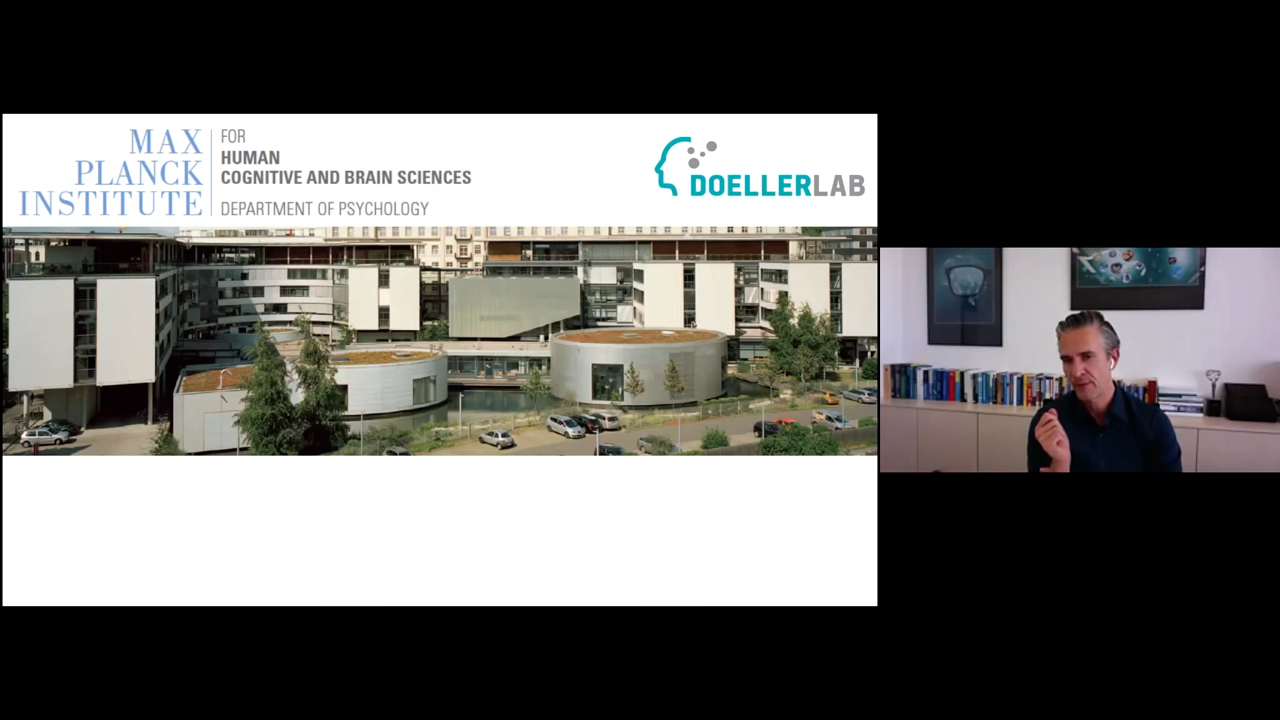 MAX
PLANCK
INSTITUTE
FOR
HUMAN
COGNITIVE AND BRAIN SCIENCES
DEPARTMENT OF PSYCHOLOGY
DOELLERLAB